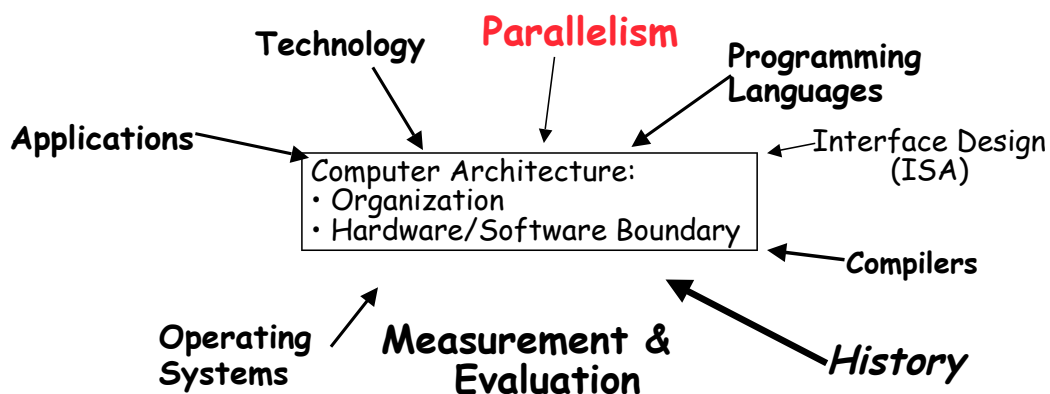 Parallelism
Technology
Programming
Languages
Applications
Interface Design
(ISA)
Computer Architecture:
• Organization
• Hardware/Software Boundary
Compilers
Operating
Systems
Measurement &
Evaluation
History